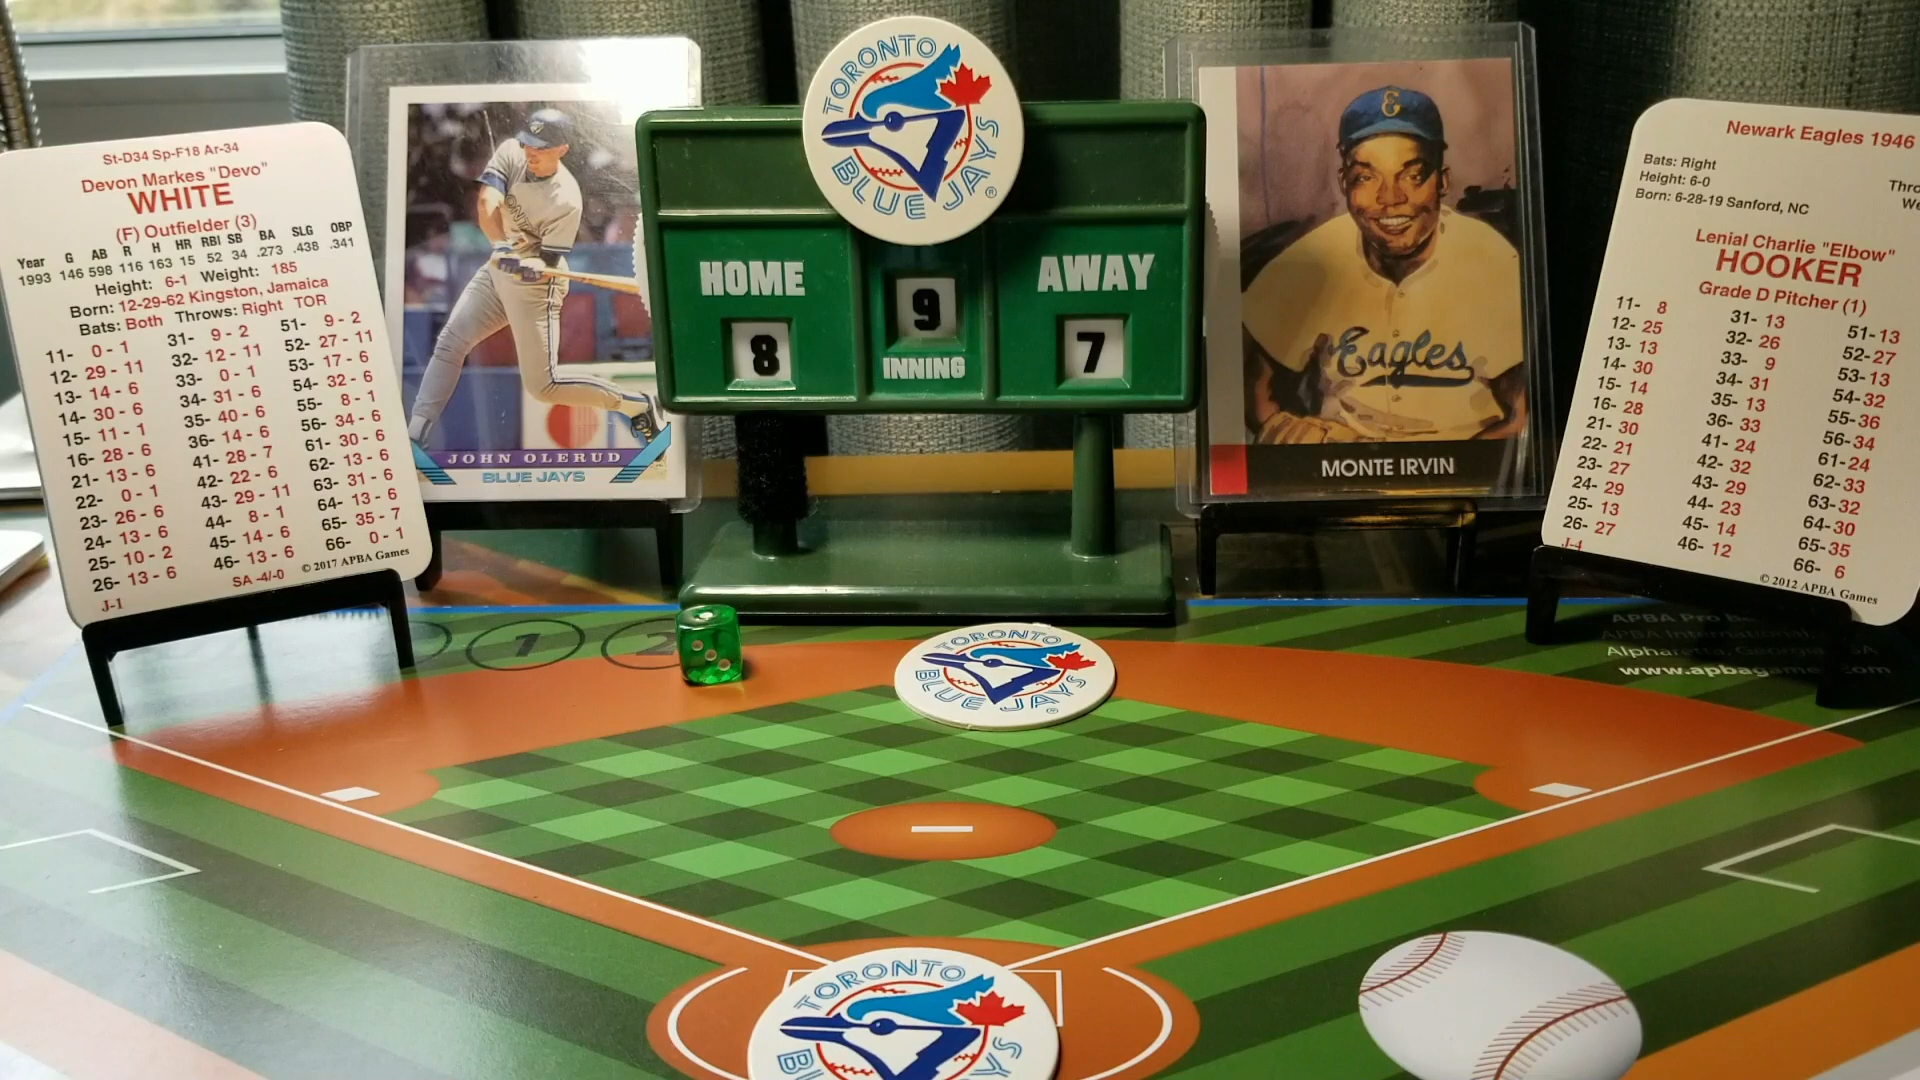 St-D34 Sp-F18 Ar-34
Devon Markes "Devo"
WHITE
(F) Outfielder (3)
Year G AB R H HR RBI SB BA SLG OBP
1993 146 598 116 163 15 52 34 .273 .438 .341
Height: 6-1 Weight: 185
Born: 12-29-62 Kingston, Jamaica
Bats: Both Throws: Right TOR
11- 0 - 1
12- 29 - 11
13- 14 - 6
14- 30 - 6
15- 11 - 1
16- 28 - 6
21- 13 - 6
22- 0 - 1
23- 26 - 6
24- 13 - 6
25- 10 - 2
26- 13 - 6
31- 9 - 2
32- 12 - 11
33- 0 - 1
34- 31 - 6
35- 40 - 6
36- 14 - 6
41- 28 - 7
42- 22 - 6
43- 29 - 11
44- 8 - 1
45- 14 - 6
46- 13 - 6
51- 9 - 2
52- 27 - 11
53- 17 - 6
54- 32 - 6
55- 8 - 1
56- 34 - 6
61- 30 - 6
62- 13 - 6
63- 31 - 6
64- 13 - 6
65- 35 - 7
66- 0 - 1
J-1
SA -4/-0
© 2017 APBA Games
JOHN OLERUD
BLUE JAYS
TORONTO
BLUE JAYS
®
HOME
8
9
INNING
AWAY
7
Eagles
MONTE IRVIN
Newark Eagles 1946
Bats: Right
Height: 6-0
Born: 6-28-19 Sanford, NC
Lenial Charlie "Elbow"
HOOKER
Grade D Pitcher (1)
11- 8
12- 25
13- 13
14- 30
15- 14
16- 28
21- 30
22- 21
23- 27
24- 29
25- 13
26- 27
31- 13
32- 26
33- 9
34- 31
35- 13
36- 33
41- 24
42- 32
43- 29
44- 23
45- 14
46- 12
51- 13
52- 27
53- 13
54- 32
55- 36
56- 34
61- 24
62- 33
63- 32
64- 30
65- 35
66- 6
J-4
© 2012 APBA Games
1
2
TORONTO
BLUE JAYS
®
APBA Pro
APBA International,
Alpharetta, Georgia
TORONTO